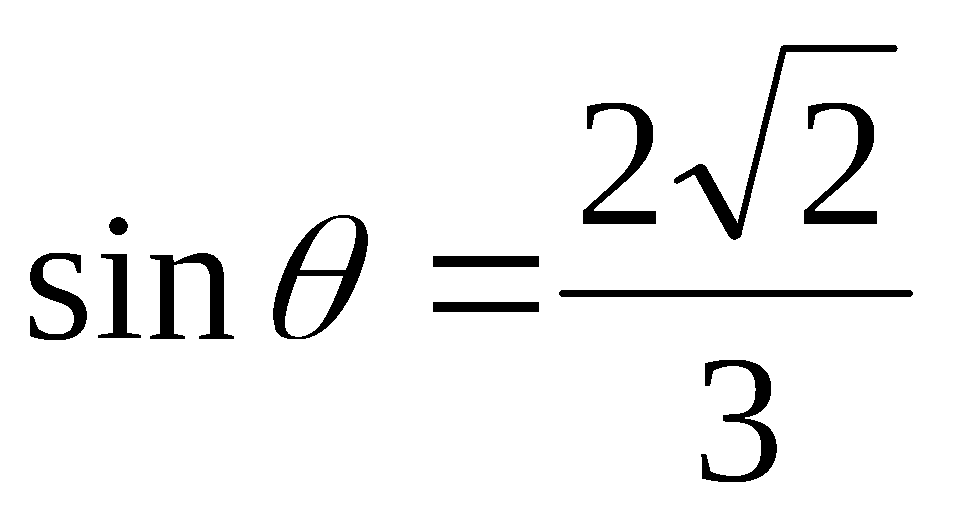 sin θ = 2√2 / 3